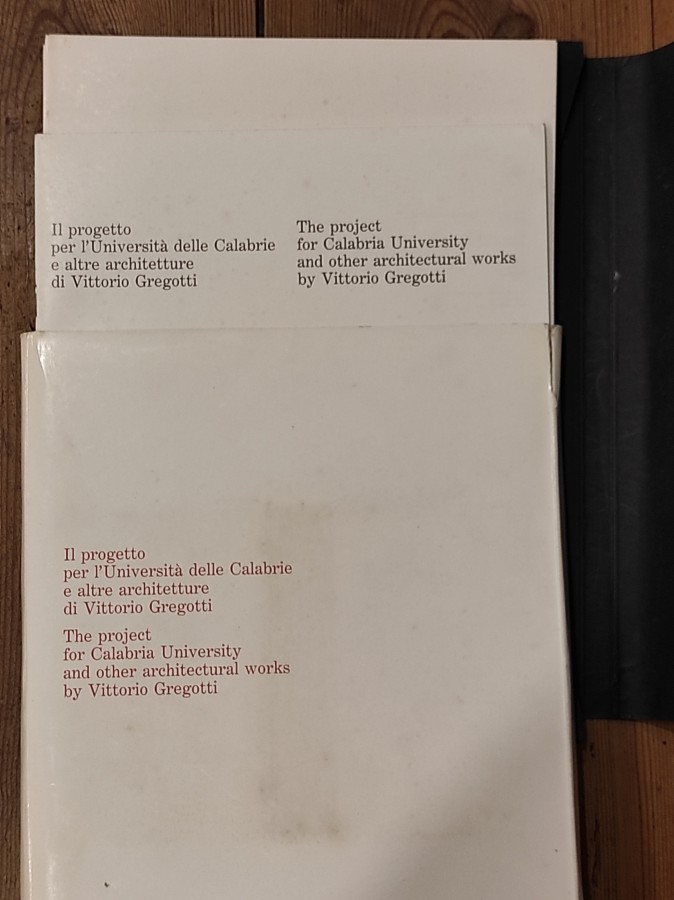 Il progetto
per l'Università delle Calabrie
e altre architetture
di Vittorio Gregotti
The project
for Calabria University
and other architectural works
by Vittorio Gregotti
Il progetto
per l'Università delle Calabrie
e altre architetture
di Vittorio Gregotti
The project
for Calabria University
and other architectural works
by Vittorio Gregotti